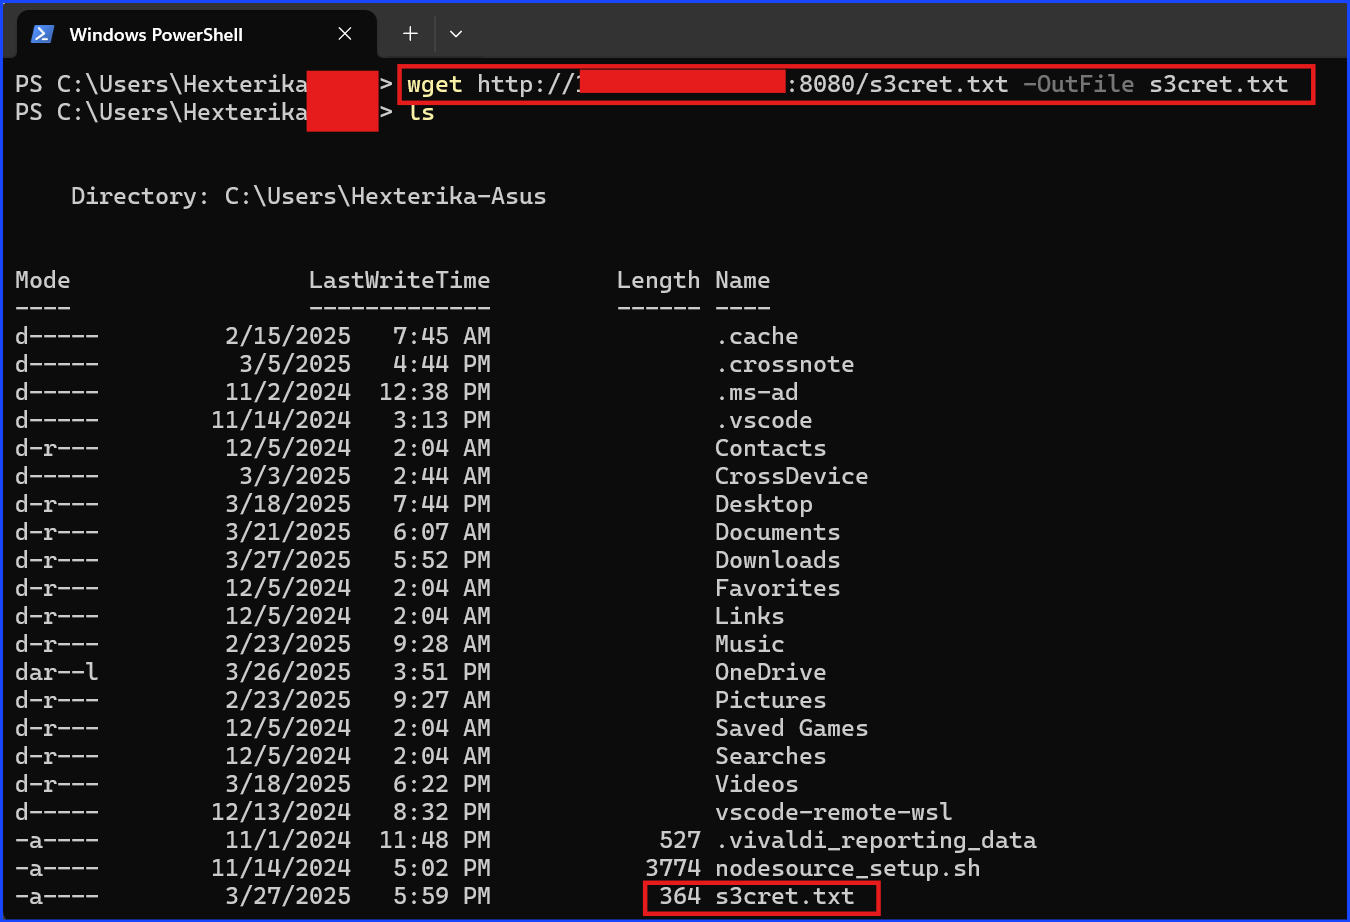 Windows PowerShell
PS C:\Users\Hexterika > wget http:// :8080/s3cret.txt -OutFile s3cret.txt
PS C:\Users\Hexterika > ls
Directory: C:\Users\Hexterika-Asus
Mode LastWriteTime Length Name
---- ------------- ------ ----
d----- 2/15/2025 7:45 AM .cache
d----- 3/5/2025 4:44 PM .crossnote
d----- 11/2/2024 12:38 PM .ms-ad
d----- 11/14/2024 3:13 PM .vscode
d-r--- 12/5/2024 2:04 AM Contacts
d----- 3/3/2025 2:44 AM CrossDevice
d-r--- 3/18/2025 7:44 PM Desktop
d-r--- 3/21/2025 6:07 AM Documents
d-r--- 3/27/2025 5:52 PM Downloads
d-r--- 12/5/2024 2:04 AM Favorites
d-r--- 12/5/2024 2:04 AM Links
d-r--- 2/23/2025 9:28 AM Music
dar--l 3/26/2025 3:51 PM OneDrive
d-r--- 2/23/2025 9:27 AM Pictures
d-r--- 12/5/2024 2:04 AM Saved Games
d-r--- 12/5/2024 2:04 AM Searches
d-r--- 3/18/2025 6:22 PM Videos
d----- 12/13/2024 8:32 PM vscode-remote-wsl
-a---- 11/1/2024 11:48 PM 527 .vivaldi_reporting_data
-a---- 11/14/2024 5:02 PM 3774 nodesource_setup.sh
-a---- 3/27/2025 5:59 PM 364 s3cret.txt